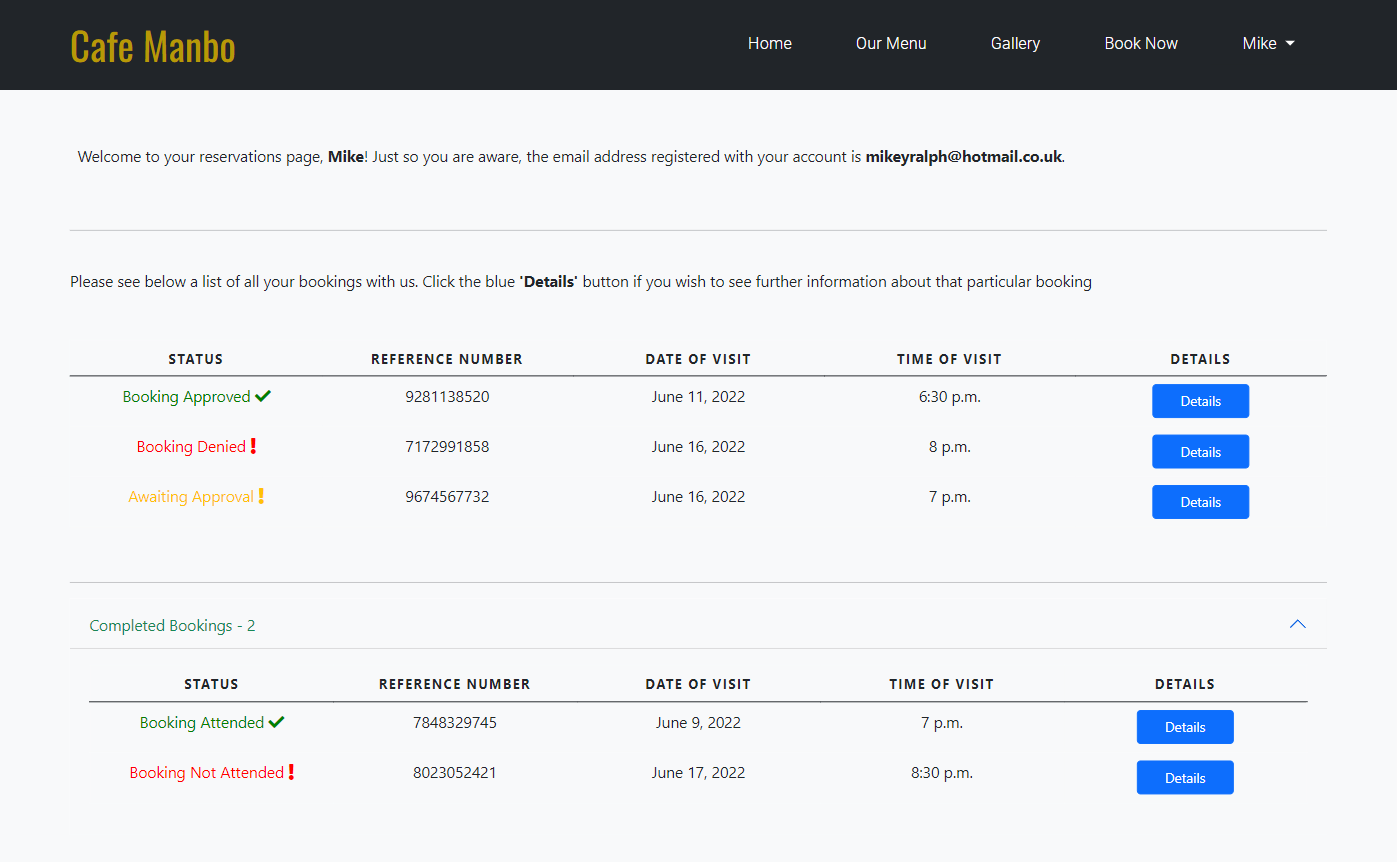 Cafe Manbo
Home Our Menu Gallery Book Now Mike
Welcome to your reservations page, Mike! Just so you are aware, the email address registered with your account is mikeyralph@hotmail.co.uk.
Please see below a list of all your bookings with us. Click the blue 'Details' button if you wish to see further information about that particular booking
STATUS REFERENCE NUMBER DATE OF VISIT TIME OF VISIT DETAILS
Booking Approved 9281138520 June 11, 2022 6:30 p.m. Details
Booking Denied 7172991858 June 16, 2022 8 p.m. Details
Awaiting Approval 9674567732 June 16, 2022 7 p.m. Details
Completed Bookings - 2
STATUS REFERENCE NUMBER DATE OF VISIT TIME OF VISIT DETAILS
Booking Attended 7848329745 June 9, 2022 7 p.m. Details
Booking Not Attended 8023052421 June 17, 2022 8:30 p.m. Details